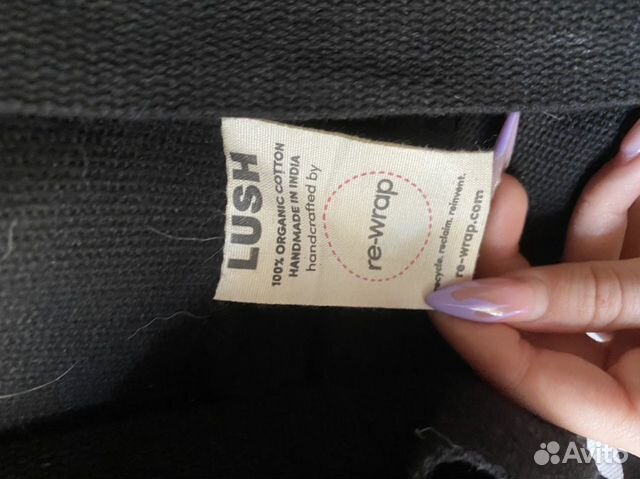 LUSH
100% ORGANIC COTTON
HANDMADE IN INDIA
handcrafted by
re-wrap
recycle. reclaim. reinvent.
re-wrap.com
Avito